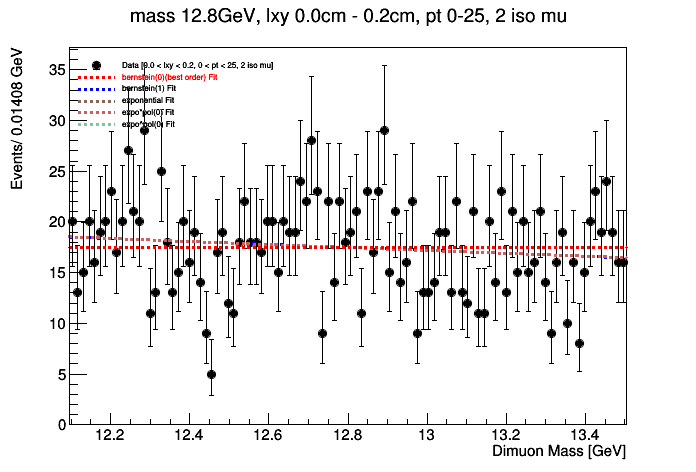 mass 12.8GeV, lxy 0.0cm - 0.2cm, pt 0-25, 2 iso mu
Events/ 0.01408 GeV
35
30
25
20
15
10
5
0
Data [0.0 < lxy < 0.2, 0 < pt < 25, 2 iso mu]
bernstein(0)(best order) Fit
bernstein(1) Fit
exponential Fit
expo*pol(0) Fit
expo*pol(0) Fit
12.2 12.4 12.6 12.8 13 13.2 13.4
Dimuon Mass [GeV]